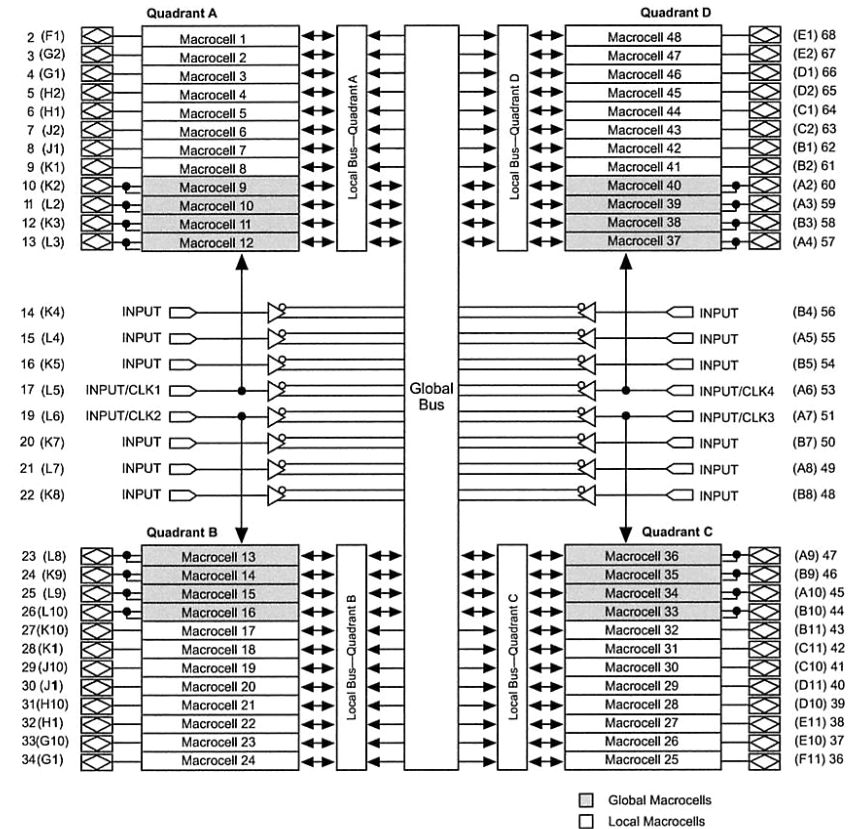 Quadrant A Quadrant D
2 (F1) Macrocell 1 Macrocell 48 (E1) 68
3 (G2) Macrocell 2 Macrocell 47 (E2) 67
4 (G1) Macrocell 3 Macrocell 46 (D1) 66
5 (H2) Macrocell 4 Macrocell 45 (D2) 65
6 (H1) Macrocell 5 Macrocell 44 (C1) 64
7 (J2) Macrocell 6 Macrocell 43 (C2) 63
8 (J1) Macrocell 7 Macrocell 42 (B1) 62
9 (K1) Macrocell 8 Macrocell 41 (B2) 61
10 (K2) Macrocell 9 Macrocell 40 (A2) 60
11 (L2) Macrocell 10 Macrocell 39 (A3) 59
12 (K3) Macrocell 11 Macrocell 38 (B3) 58
13 (L3) Macrocell 12 Macrocell 37 (A4) 57
Local Bus—Quadrant A
Local Bus—Quadrant D
14 (K4) INPUT INPUT (B4) 56
15 (L4) INPUT INPUT (A5) 55
16 (K5) INPUT INPUT (B5) 54
17 (L5) INPUT/CLK1 INPUT/CLK4 (A6) 53
Global
Bus
19 (L6) INPUT/CLK2 INPUT/CLK3 (A7) 51
20 (K7) INPUT INPUT (B7) 50
21 (L7) INPUT INPUT (A8) 49
22 (K8) INPUT INPUT (B8) 48
Quadrant B Quadrant C
23 (L8) Macrocell 13 Macrocell 36 (A9) 47
24 (K9) Macrocell 14 Macrocell 35 (B9) 46
25 (L9) Macrocell 15 Macrocell 34 (A10) 45
26(L10) Macrocell 16 Macrocell 33 (B10) 44
27(K10) Macrocell 17 Macrocell 32 (B11) 43
28(K1) Macrocell 18 Macrocell 31 (C11) 42
29(J10) Macrocell 19 Macrocell 30 (C10) 41
30 (J1) Macrocell 20 Macrocell 29 (D11) 40
31(H10) Macrocell 21 Macrocell 28 (D10) 39
32(H1) Macrocell 22 Macrocell 27 (E11) 38
33(G10) Macrocell 23 Macrocell 26 (E10) 37
34(G1) Macrocell 24 Macrocell 25 (F11) 36
Local Bus—Quadrant B
Local Bus—Quadrant C
Global Macrocells
Local Macrocells